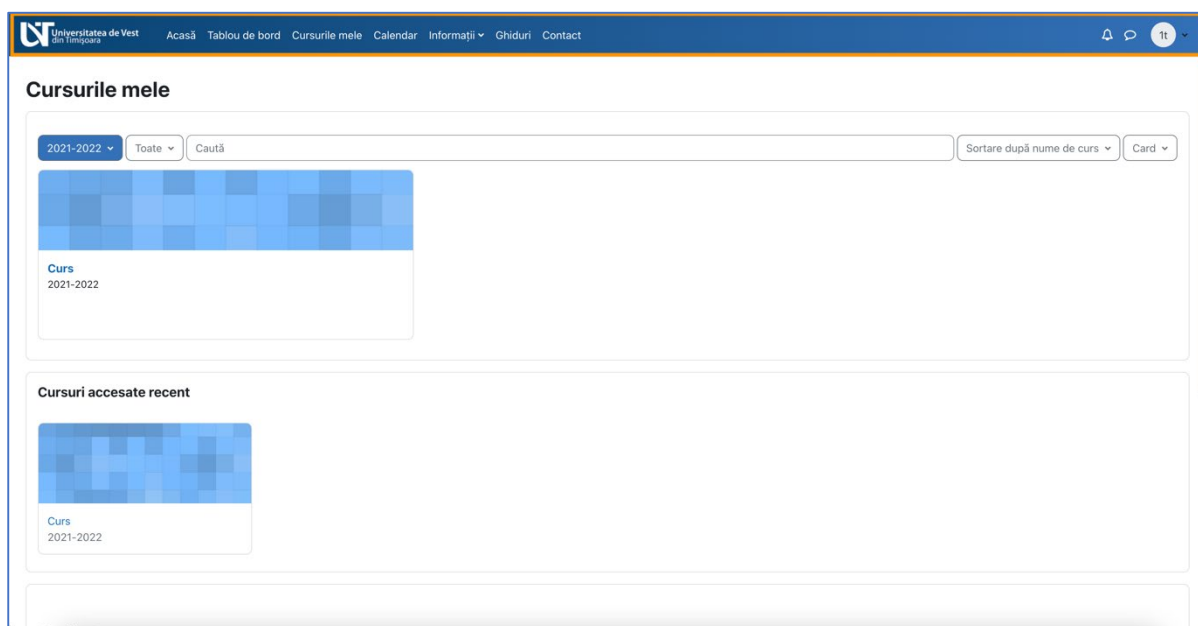 Universitatea de Vest
din Timișoara
Acasă Tablou de bord Cursurile mele Calendar Informații Ghiduri Contact
1t
Cursurile mele
2021-2022 Toate Caută Sortare după nume de curs Card
Curs
2021-2022
Cursuri accesate recent
Curs
2021-2022